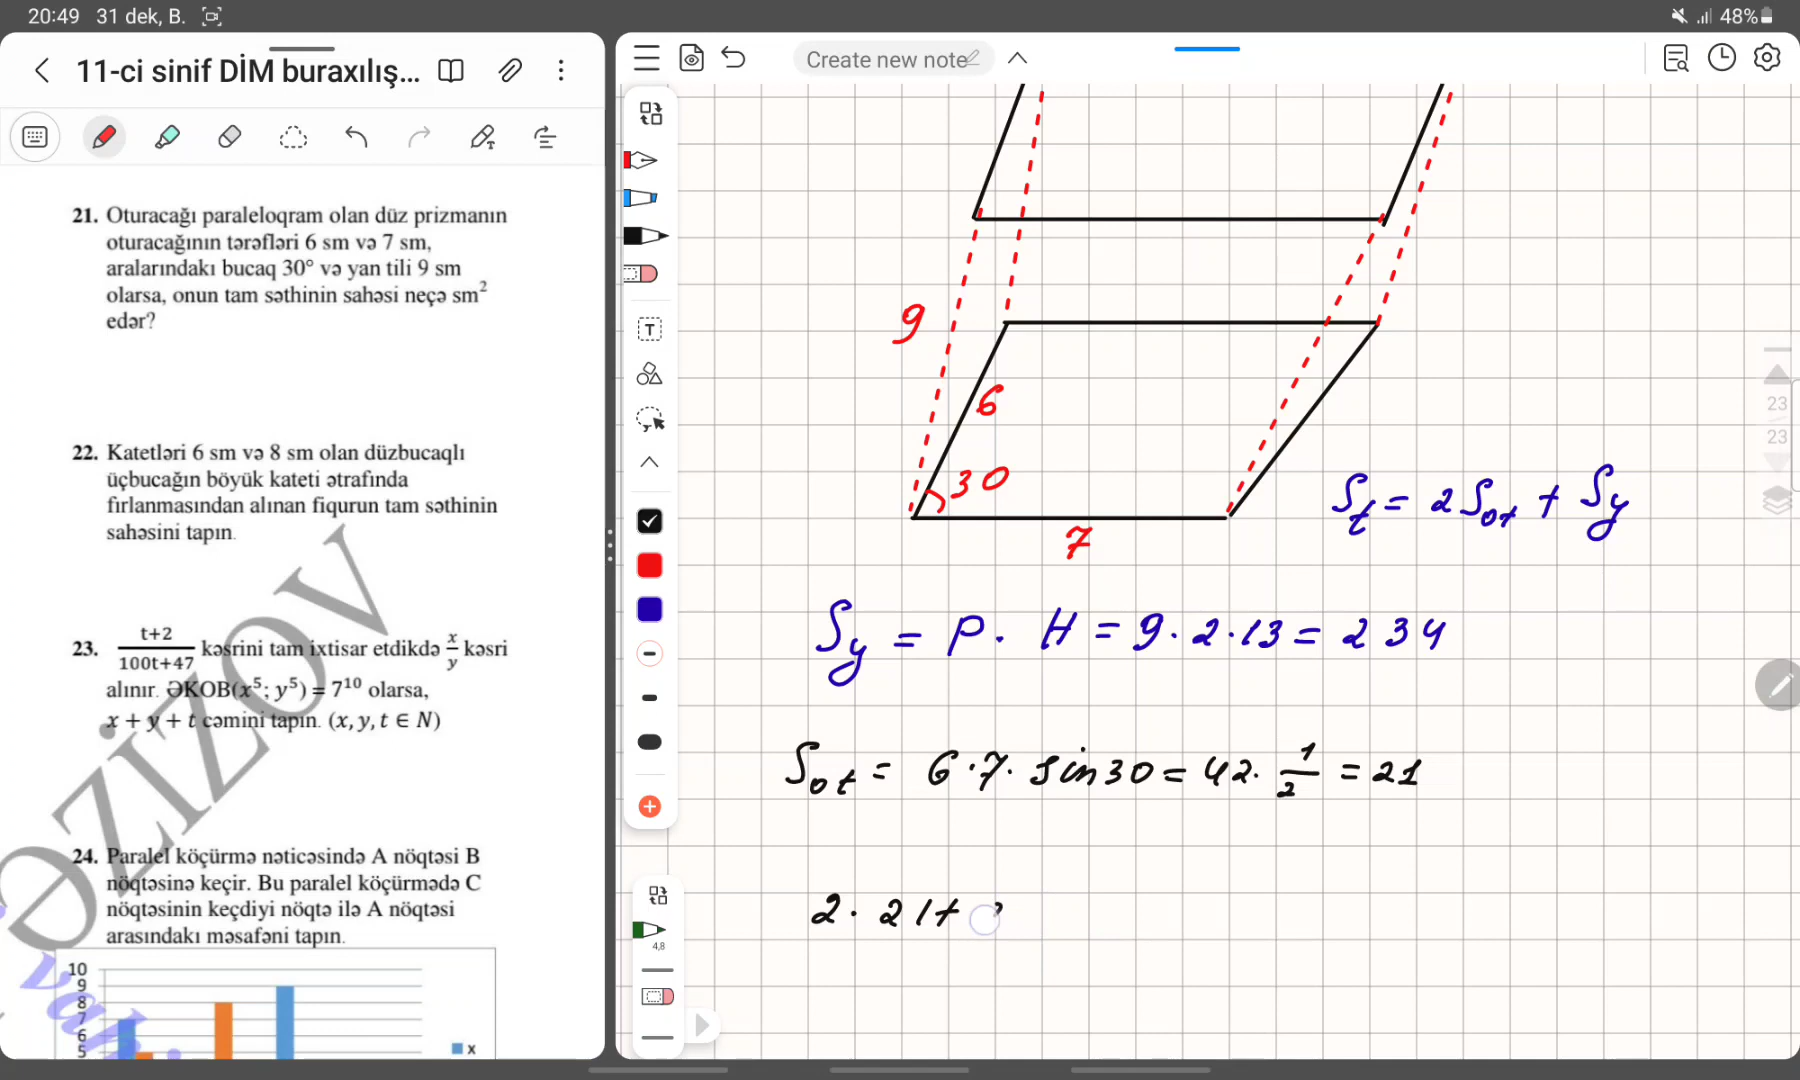 20:49 31 dek, B.
48%
11-ci sinif DİM buraxılış...
21. Oturacağı paraleloqram olan düz prizmanın
oturacağının tərəfləri 6 sm və 7 sm,
aralarındakı bucaq 30° və yan tili 9 sm
olarsa, onun tam səthinin sahəsi neçə sm²
edər?
22. Katetləri 6 sm və 8 sm olan düzbucaqlı
üçbucağın böyük kateti ətrafında
fırlanmasından alınan fiqurun tam səthinin
sahəsini tapın.
23. t+2/100t+47 kəsrini tam ixtisar etdikdə x/y kəsri
alınır. ƏKOB(x⁵; y⁵) = 7¹⁰ olarsa,
x + y + t cəmini tapın. (x, y, t ∈ N)
24. Paralel köçürmə nəticəsində A nöqtəsi B
nöqtəsinə keçir. Bu paralel köçürmədə C
nöqtəsinin keçdiyi nöqtə ilə A nöqtəsi
arasındakı məsafəni tapın.
10
9
8
7
6
5
x
ƏZİZOV
Create new note
T
4,8
23
23
9
6
30
7
St = 2Sot + Sy
Sy = P · H = 9 · 2 · 13 = 234
Sot = 6 · 7 · sin30 = 42 · 1/2 = 21
2 · 21 +